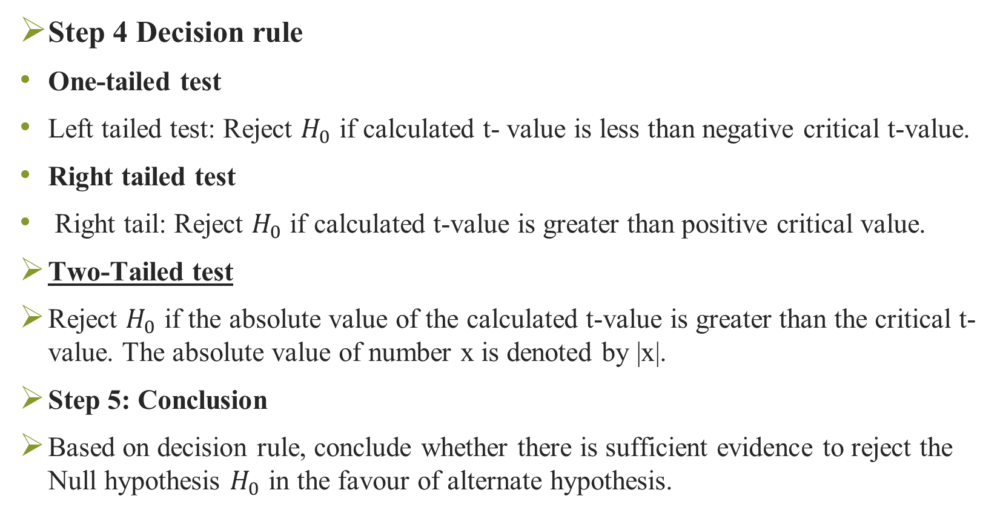 Step 4 Decision rule
One-tailed test
Left tailed test: Reject H₀ if calculated t- value is less than negative critical t-value.
Right tailed test
Right tail: Reject H₀ if calculated t-value is greater than positive critical value.
Two-Tailed test
Reject H₀ if the absolute value of the calculated t-value is greater than the critical t-
value. The absolute value of number x is denoted by |x|.
Step 5: Conclusion
Based on decision rule, conclude whether there is sufficient evidence to reject the
Null hypothesis H₀ in the favour of alternate hypothesis.